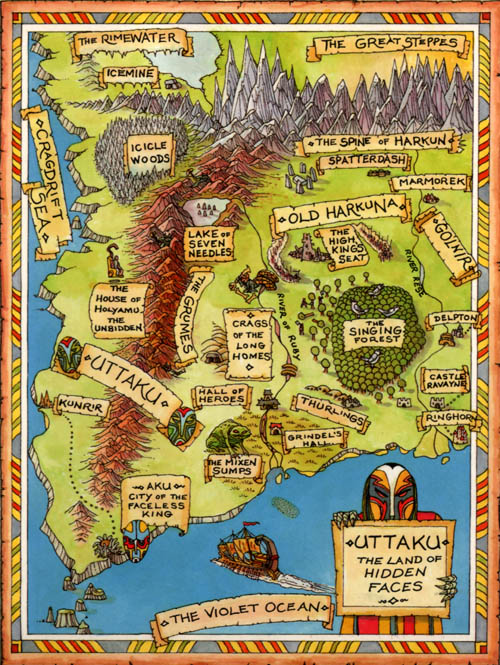 THE RIMEWATER
THE GREAT STEPPES
ICEMINE
CRAGDRIFT
SEA
ICICLE
WOODS
THE SPINE OF HARKUN
SPATTERDASH
MARMOREK
OLD HARKUNA
GOLNIR
LAKE OF
SEVEN
NEEDLES
THE
HIGH
KING'S
SEAT
RIVER RESE
THE
HOUSE OF
HOLYAMU
THE
UNBIDDEN
THE GRUNES
RIVER OF RUBY
CRAGS
OF THE
LONG
HOMES
THE
SINGING
FOREST
DELPTON
UTTAKU
CASTLE
RAVAYNE
KUNRIR
HALL OF
HEROES
THURLINGS
RINGHORN
GRINDEL'S
HALL
THE MIXEN
SUMPS
AKU
CITY OF THE
FACELESS
KING
UTTAKU
THE LAND OF
HIDDEN
FACES
THE VIOLET OCEAN